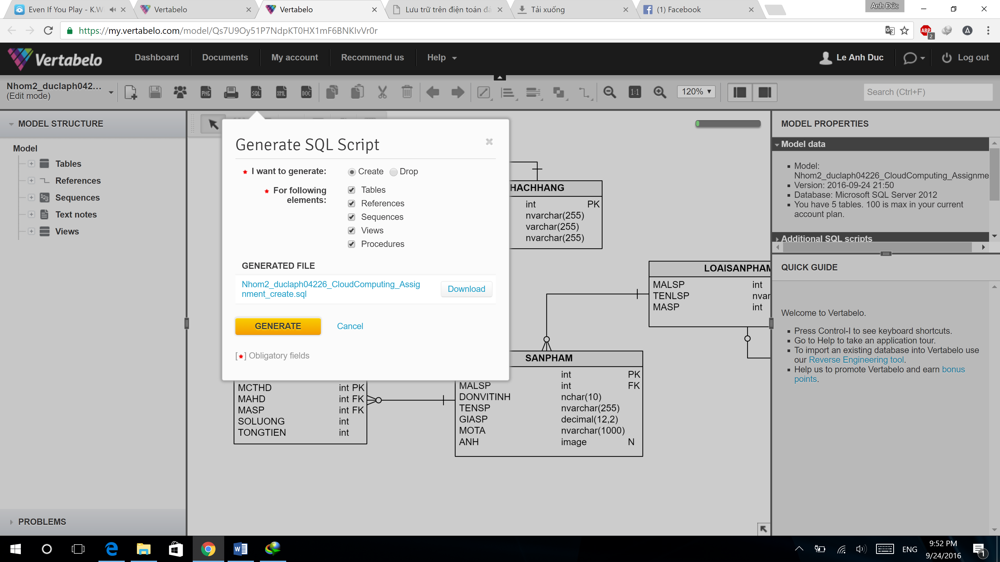 Even If You Play - K.W
Vertabelo
Vertabelo
Lưu trữ trên điện toán đá
Tải xuống
(1) Facebook
Anh Đức
https://my.vertabelo.com/model/Qs7U9Oy51P7NdpKT0HX1mF6BNKIvVr0r
ABP
2
A
Vertabelo
Dashboard
Documents
My account
Recommend us
Help
Le Anh Duc
Log out
Nhom2_duclaph042...
(Edit mode)
PNG
SQL
XML
DOC
1:1
120%
Search (Ctrl+F)
MODEL STRUCTURE
Model
Tables
References
123
Sequences
Text notes
Views
PROBLEMS
Generate SQL Script
I want to generate:
Create
Drop
For following
elements:
Tables
References
Sequences
Views
Procedures
GENERATED FILE
Nhom2_duclaph04226_CloudComputing_Assig
nment_create.sql
Download
GENERATE
Cancel
[★] Obligatory fields
HACHHANG
int PK
nvarchar(255)
varchar(255)
nvarchar(255)
LOAISANPHAM
MALSP int
TENLSP nvar
MASP int
SANPHAM
int PK
MALSP int FK
DONVITINH nchar(10)
TENSP nvarchar(255)
GIASP decimal(12,2)
MOTA nvarchar(1000)
ANH image N
MCTHD int PK
MAHD int FK
MASP int FK
SOLUONG int
TONGTIEN int
MODEL PROPERTIES
Model data
Model:
Nhom2_duclaph04226_CloudComputing_Assignme
Version: 2016-09-24 21:50
Database: Microsoft SQL Server 2012
You have 5 tables. 100 is max in your current
account plan.
Additional SQL scripts
QUICK GUIDE
Welcome to Vertabelo.
Press Control-I to see keyboard shortcuts.
Go to Help to take an application tour.
To import an existing database into Vertabelo use
our Reverse Engineering tool.
Help us to promote Vertabelo and earn bonus
points.
ENG
9:52 PM
9/24/2016
1